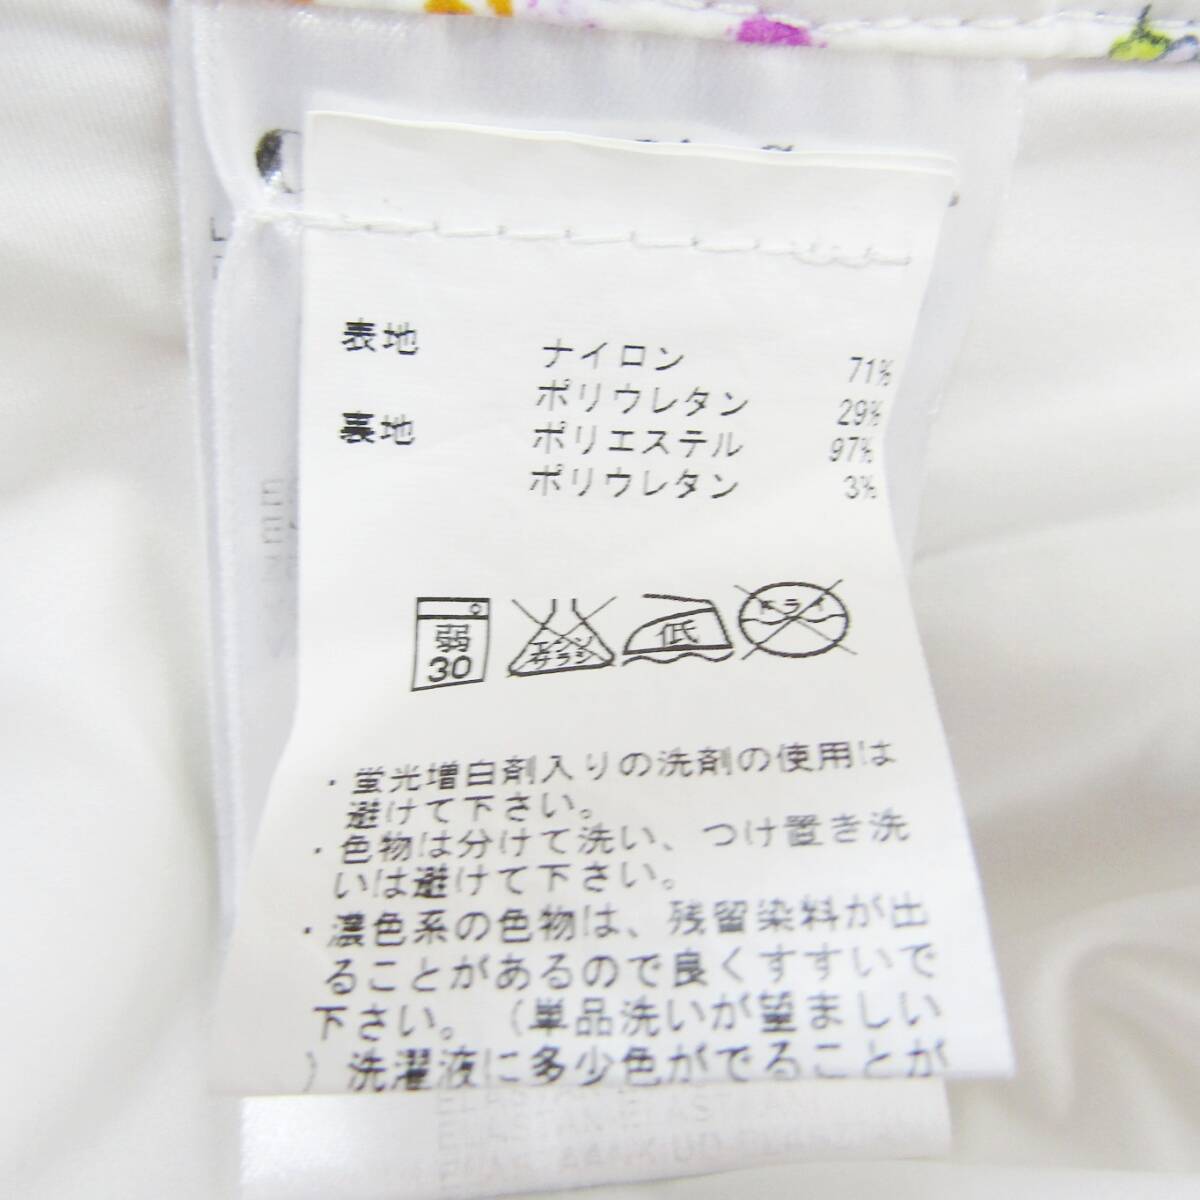 表地 ナイロン 71%
ポリウレタン 29%
裏地 ポリエステル 97%
ポリウレタン 3%
弱
30
エンソ
サラシ
低
ドライ
・蛍光増白剤入りの洗剤の使用は
避けて下さい。
・色物は分けて洗い、つけ置き洗
いは避けて下さい。
・濃色系の色物は、残留染料が出
ることがあるので良くすすいで
下さい。（単品洗いが望ましい
）洗濯液に多少色がでることが